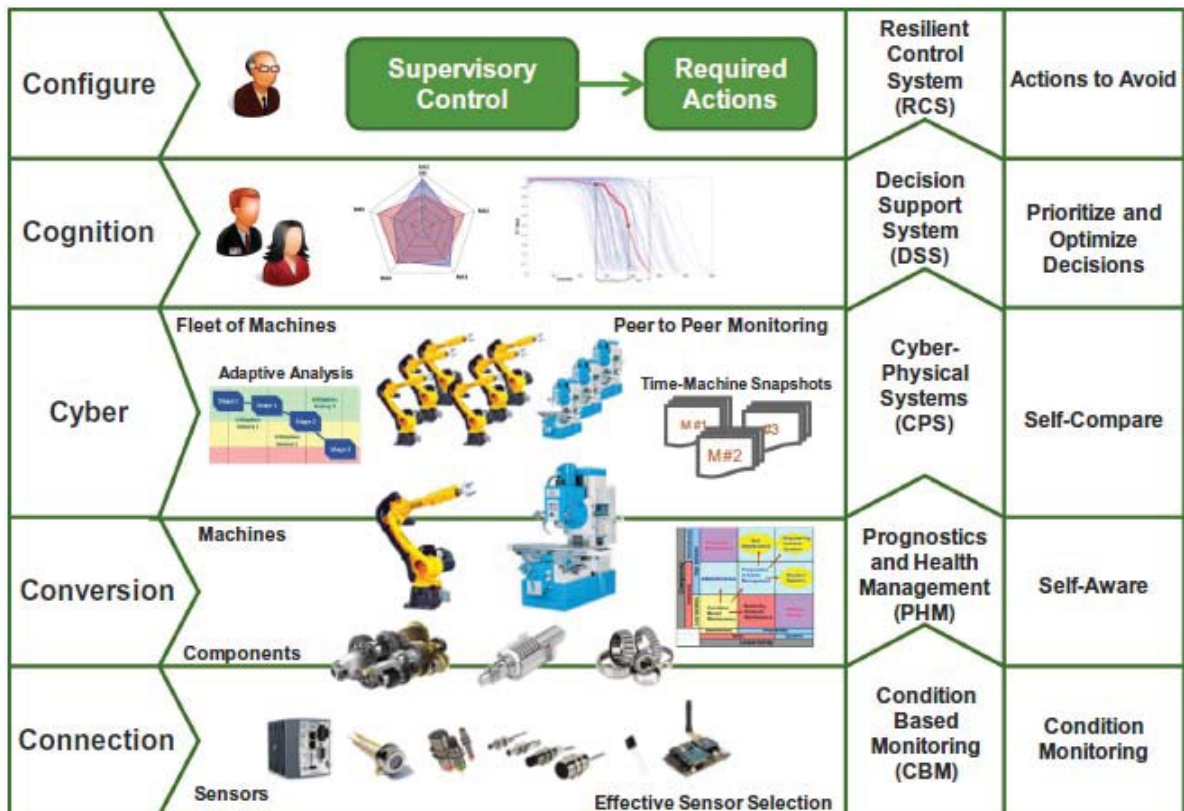 Configure
Supervisory
Control
Required
Actions
Resilient
Control
System
(RCS)
Actions to Avoid
Cognition
Decision
Support
System
(DSS)
Prioritize and
Optimize
Decisions
Cyber
Fleet of Machines
Peer to Peer Monitoring
Adaptive Analysis
Time-Machine Snapshots
M#1
#3
M#2
Cyber-
Physical
Systems
(CPS)
Self-Compare
Conversion
Machines
Components
Prognostics
and Health
Management
(PHM)
Self-Aware
Connection
Sensors
Effective Sensor Selection
Condition
Based
Monitoring
(CBM)
Condition
Monitoring